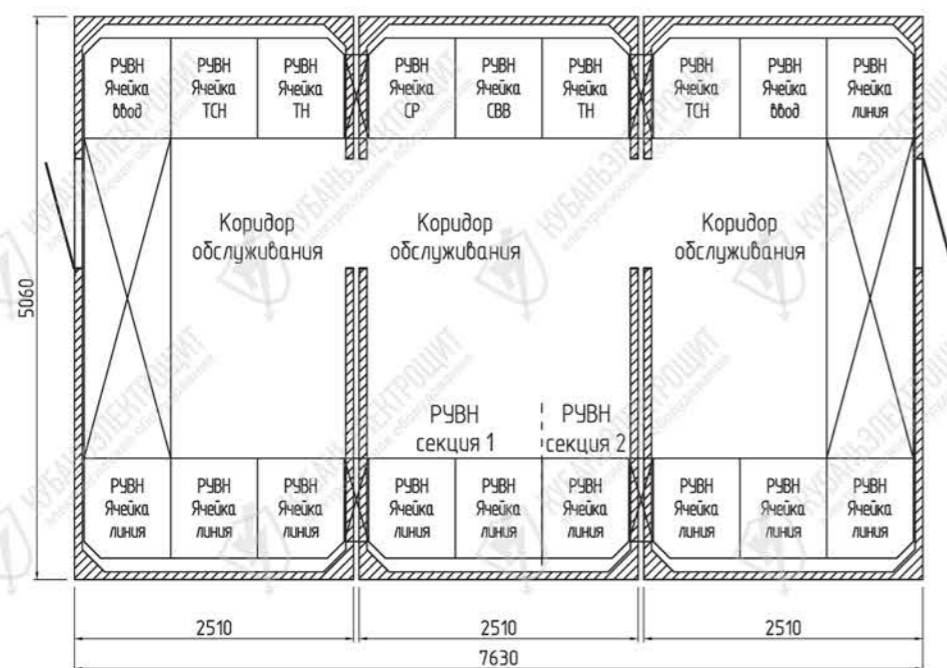 РУВН
Ячейка
ввод
РУВН
Ячейка
ТСН
РУВН
Ячейка
ТН
РУВН
Ячейка
СР
РУВН
Ячейка
СВВ
РУВН
Ячейка
ТН
РУВН
Ячейка
ТСН
РУВН
Ячейка
ввод
РУВН
Ячейка
линия
Коридор
обслуживания
Коридор
обслуживания
Коридор
обслуживания
5060
РУВН
секция 1
РУВН
секция 2
РУВН
Ячейка
линия
РУВН
Ячейка
линия
РУВН
Ячейка
линия
РУВН
Ячейка
линия
РУВН
Ячейка
линия
РУВН
Ячейка
линия
РУВН
Ячейка
линия
РУВН
Ячейка
линия
РУВН
Ячейка
линия
2510
2510
2510
7630
КУБАНЬЭЛЕКТРОЩИТ